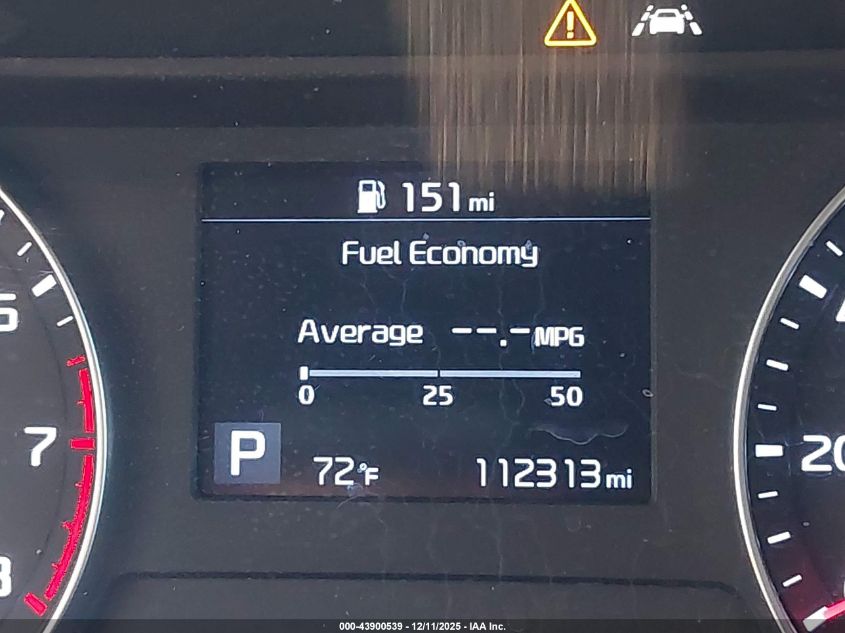 151 mi
Fuel Economy
Average --.- MPG
0 25 50
P 72°F 112313 mi
7
8
20
000-43900539 - 12/11/2025 - IAA Inc.